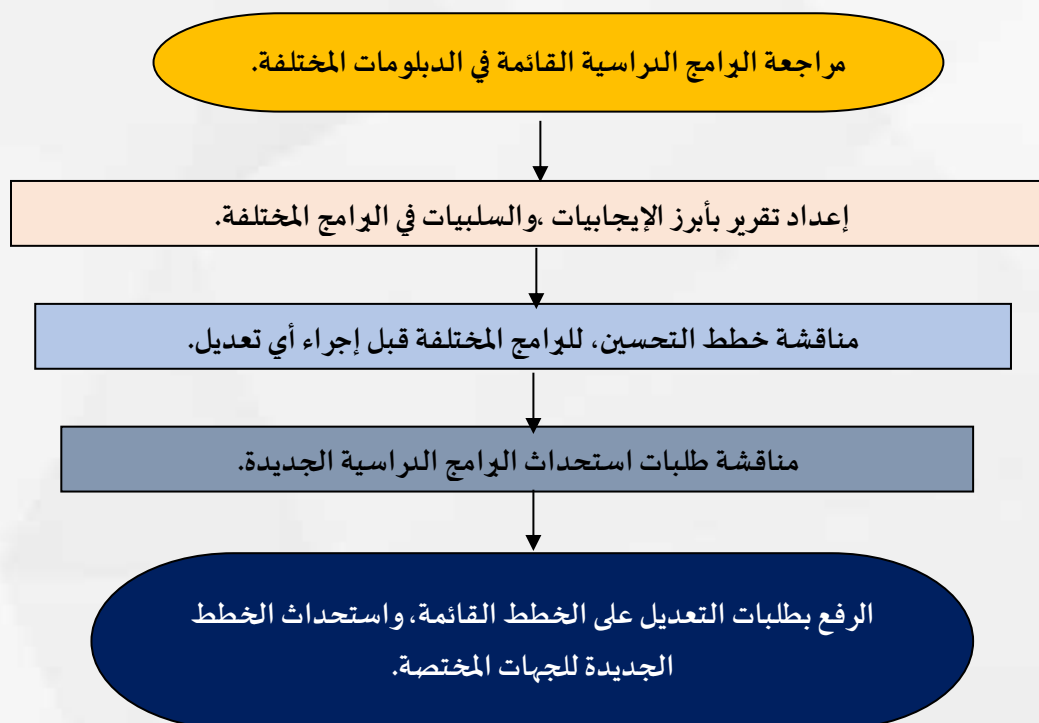 مراجعة البرامج الدراسية القائمة في الدبلومات المختلفة.
إعداد تقرير بأبرز الإيجابيات ،والسلبيات في البرامج المختلفة.
مناقشة خطط التحسين، للبرامج المختلفة قبل إجراء أي تعديل.
مناقشة طلبات استحداث البرامج الدراسية الجديدة.
الرفع بطلبات التعديل على الخطط القائمة، واستحداث الخطط
الجديدة للجهات المختصة.